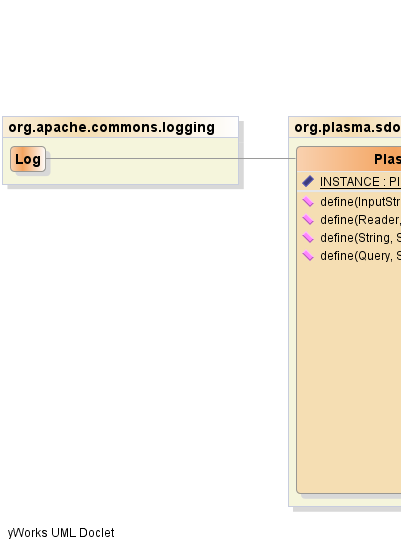 org.apache.commons.logging
Log
org.plasma.sdo
Plas
INSTANCE : Pl
define(InputStr
define(Reader,
define(String, S
define(Query, S
yWorks UML Doclet